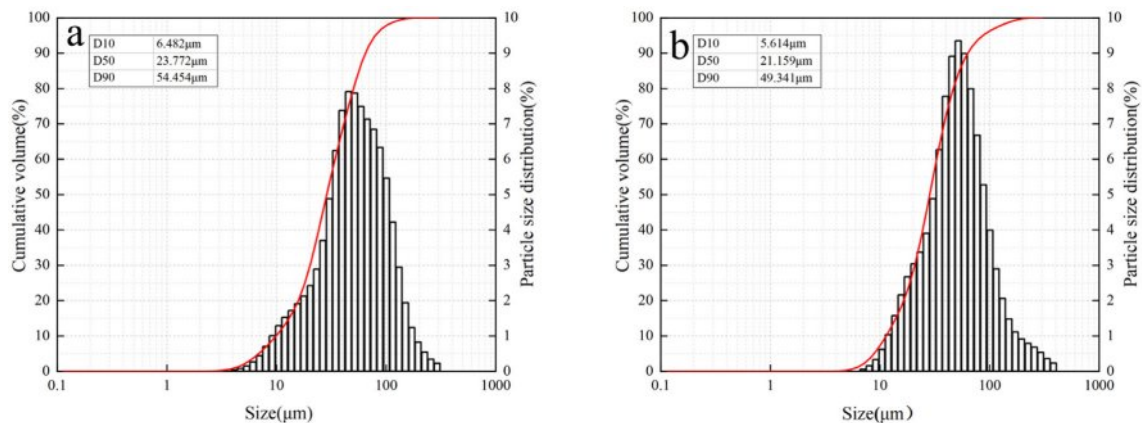 a
D10 6.482μm
D50 23.772μm
D90 54.454μm
Cumulative volume(%)
100
90
80
70
60
50
40
30
20
10
0
10
9
8
7
6
5
4
3
2
1
0
Particle size distribution(%)
0.1 1 10 100 1000
Size(μm)
b
D10 5.614μm
D50 21.159μm
D90 49.341μm
Cumulative volume(%)
100
90
80
70
60
50
40
30
20
10
0
10
9
8
7
6
5
4
3
2
1
0
Particle size distribution(%)
0.1 1 10 100 1000
Size(μm）